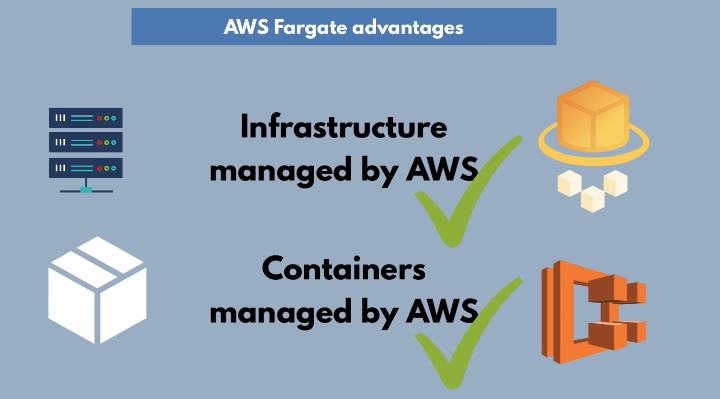 AWS Fargate advantages
Infrastructure
managed by AWS
Containers
managed by AWS